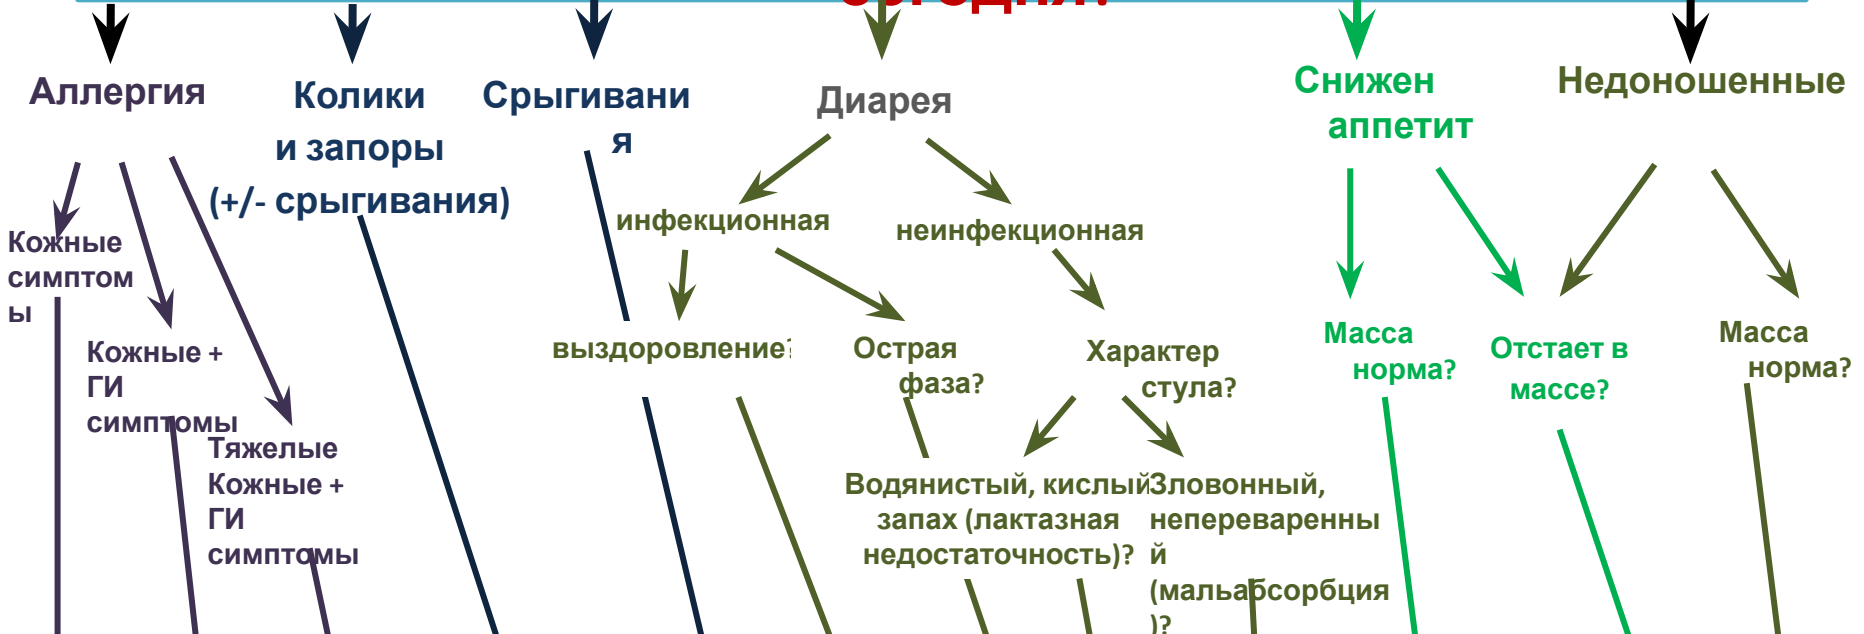 сегодня?
Аллергия
Колики
и запоры
(+/- срыгивания)
Срыгивани
я
Диарея
Снижен
аппетит
Недоношенные
инфекционная
неинфекционная
Кожные
симптом
ы
Кожные +
ГИ
симптомы
Тяжелые
Кожные +
ГИ
симптомы
выздоровление?
Острая
фаза?
Характер
стула?
Масса
норма?
Отстает в
массе?
Масса
норма?
Водянистый, кислый
запах (лактазная
недостаточность)?
Зловонный,
непереваренны
й
(мальабсорбция
)?